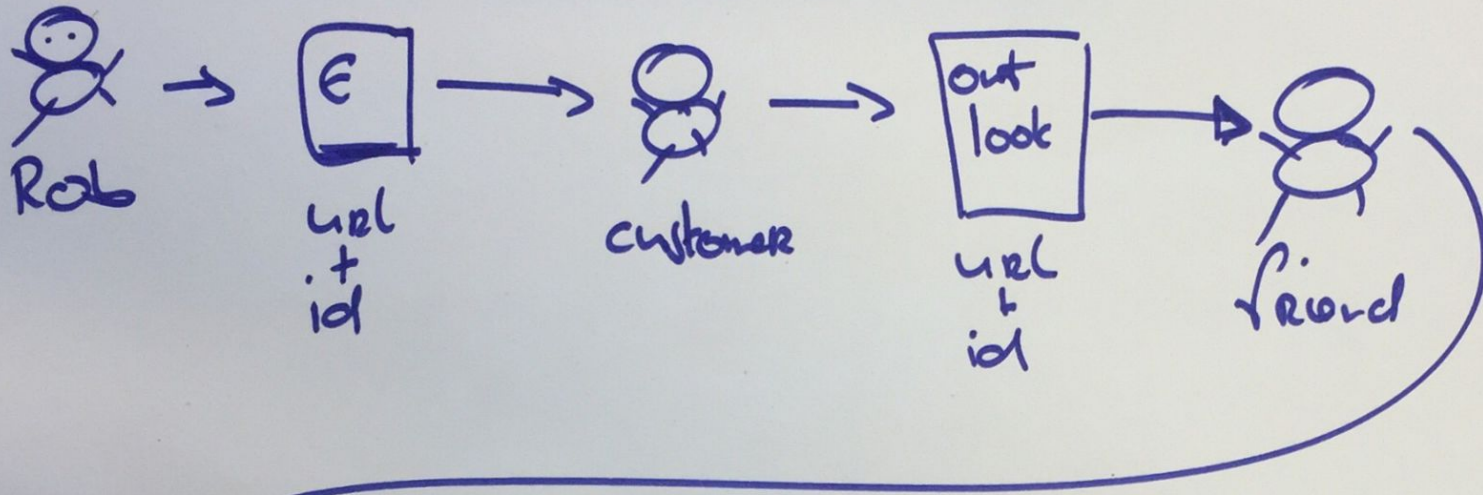 €
out
look
Rob
url
+
id
customer
url
+
id
friend